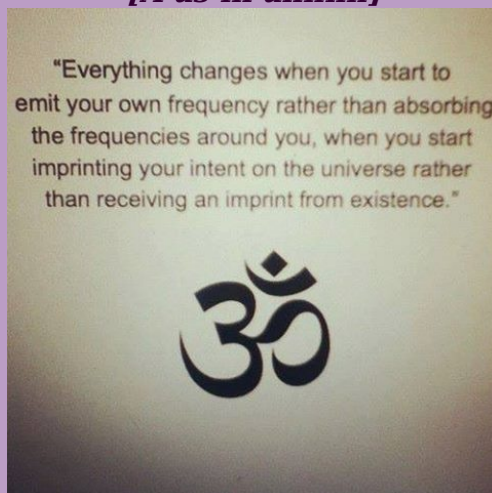 “Everything changes when you start to
emit your own frequency rather than absorbing
the frequencies around you, when you start
imprinting your intent on the universe rather
than receiving an imprint from existence.”
ॐ